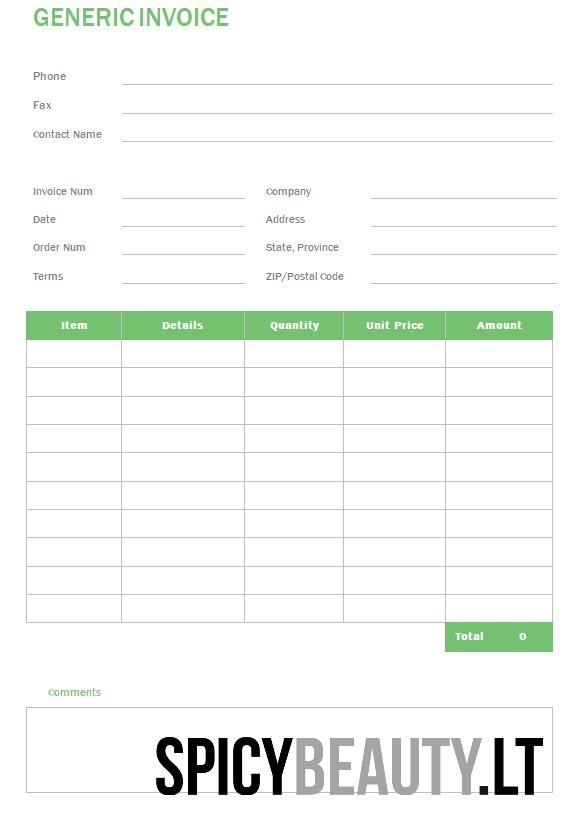 GENERIC INVOICE
Phone
Fax
Contact Name
Invoice Num Company
Date Address
Order Num State, Province
Terms ZIP/Postal Code
Item Details Quantity Unit Price Amount
Total 0
Comments
SPICYBEAUTY.LT